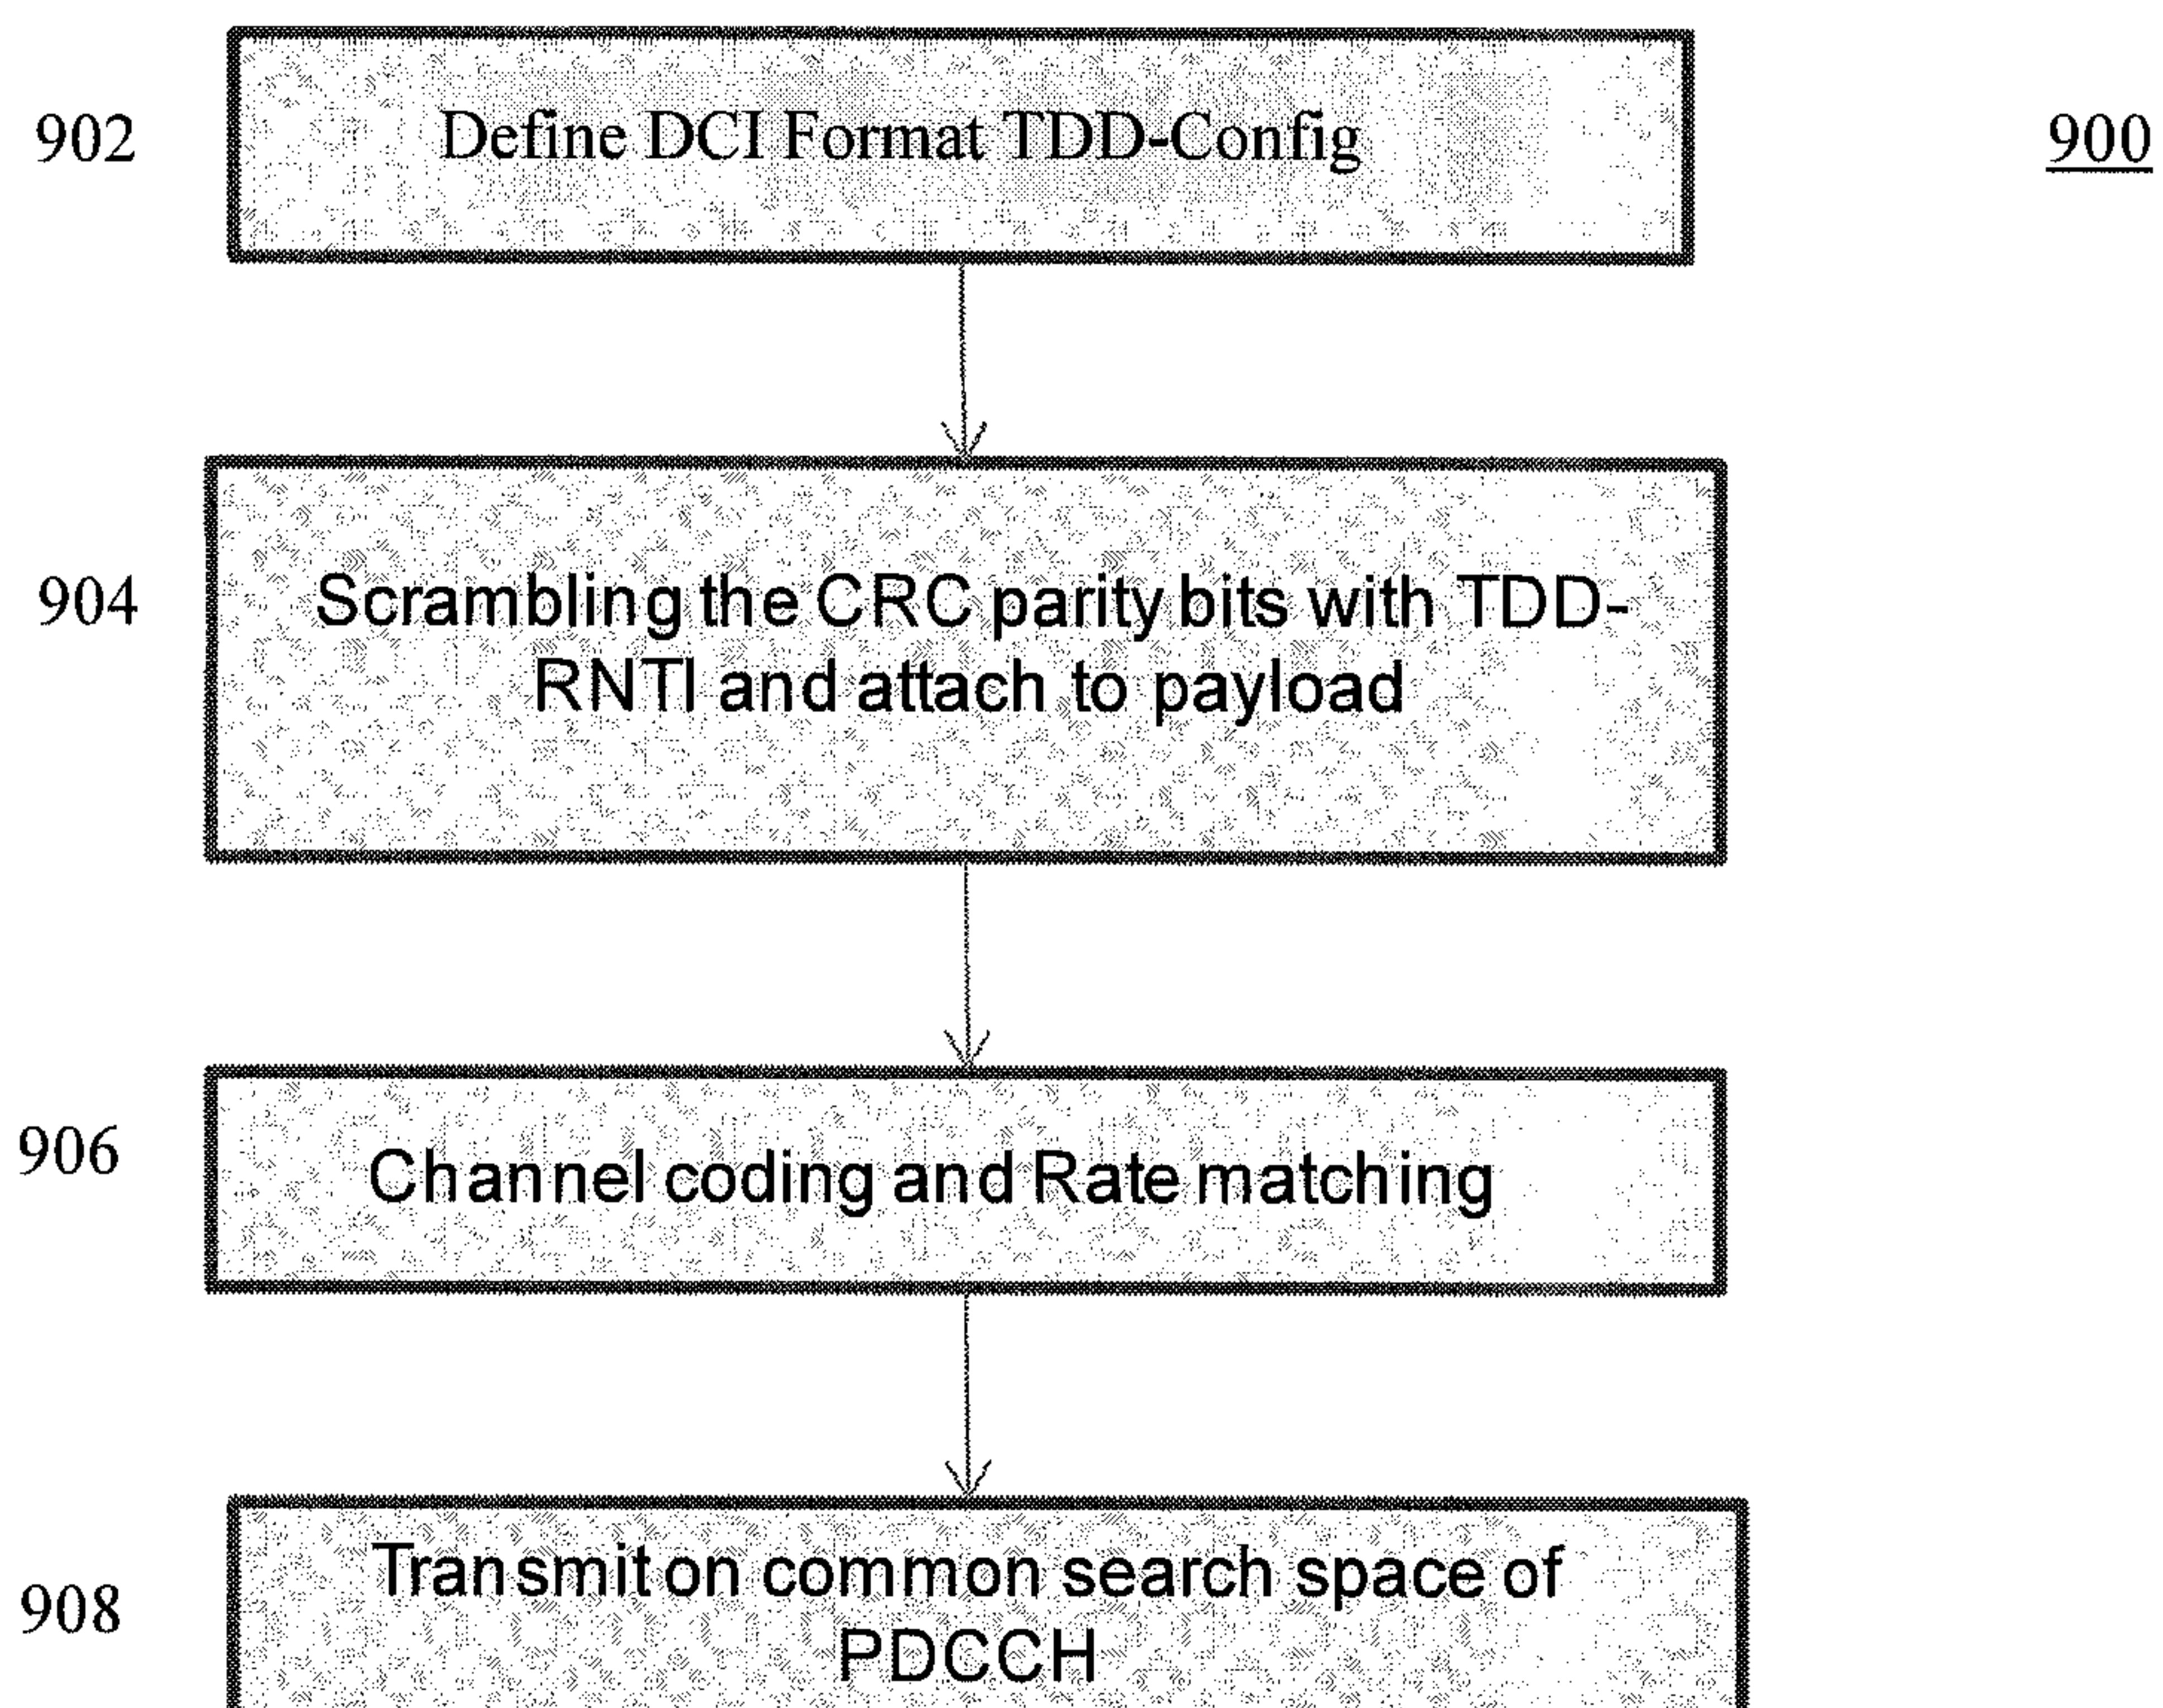 902
Define DCI Format TDD-Config
900
904
Scrambling the CRC parity bits with TDD-
RNTI and attach to payload
906
Channel coding and Rate matching
908
Transmit on common search space of
PDCCH